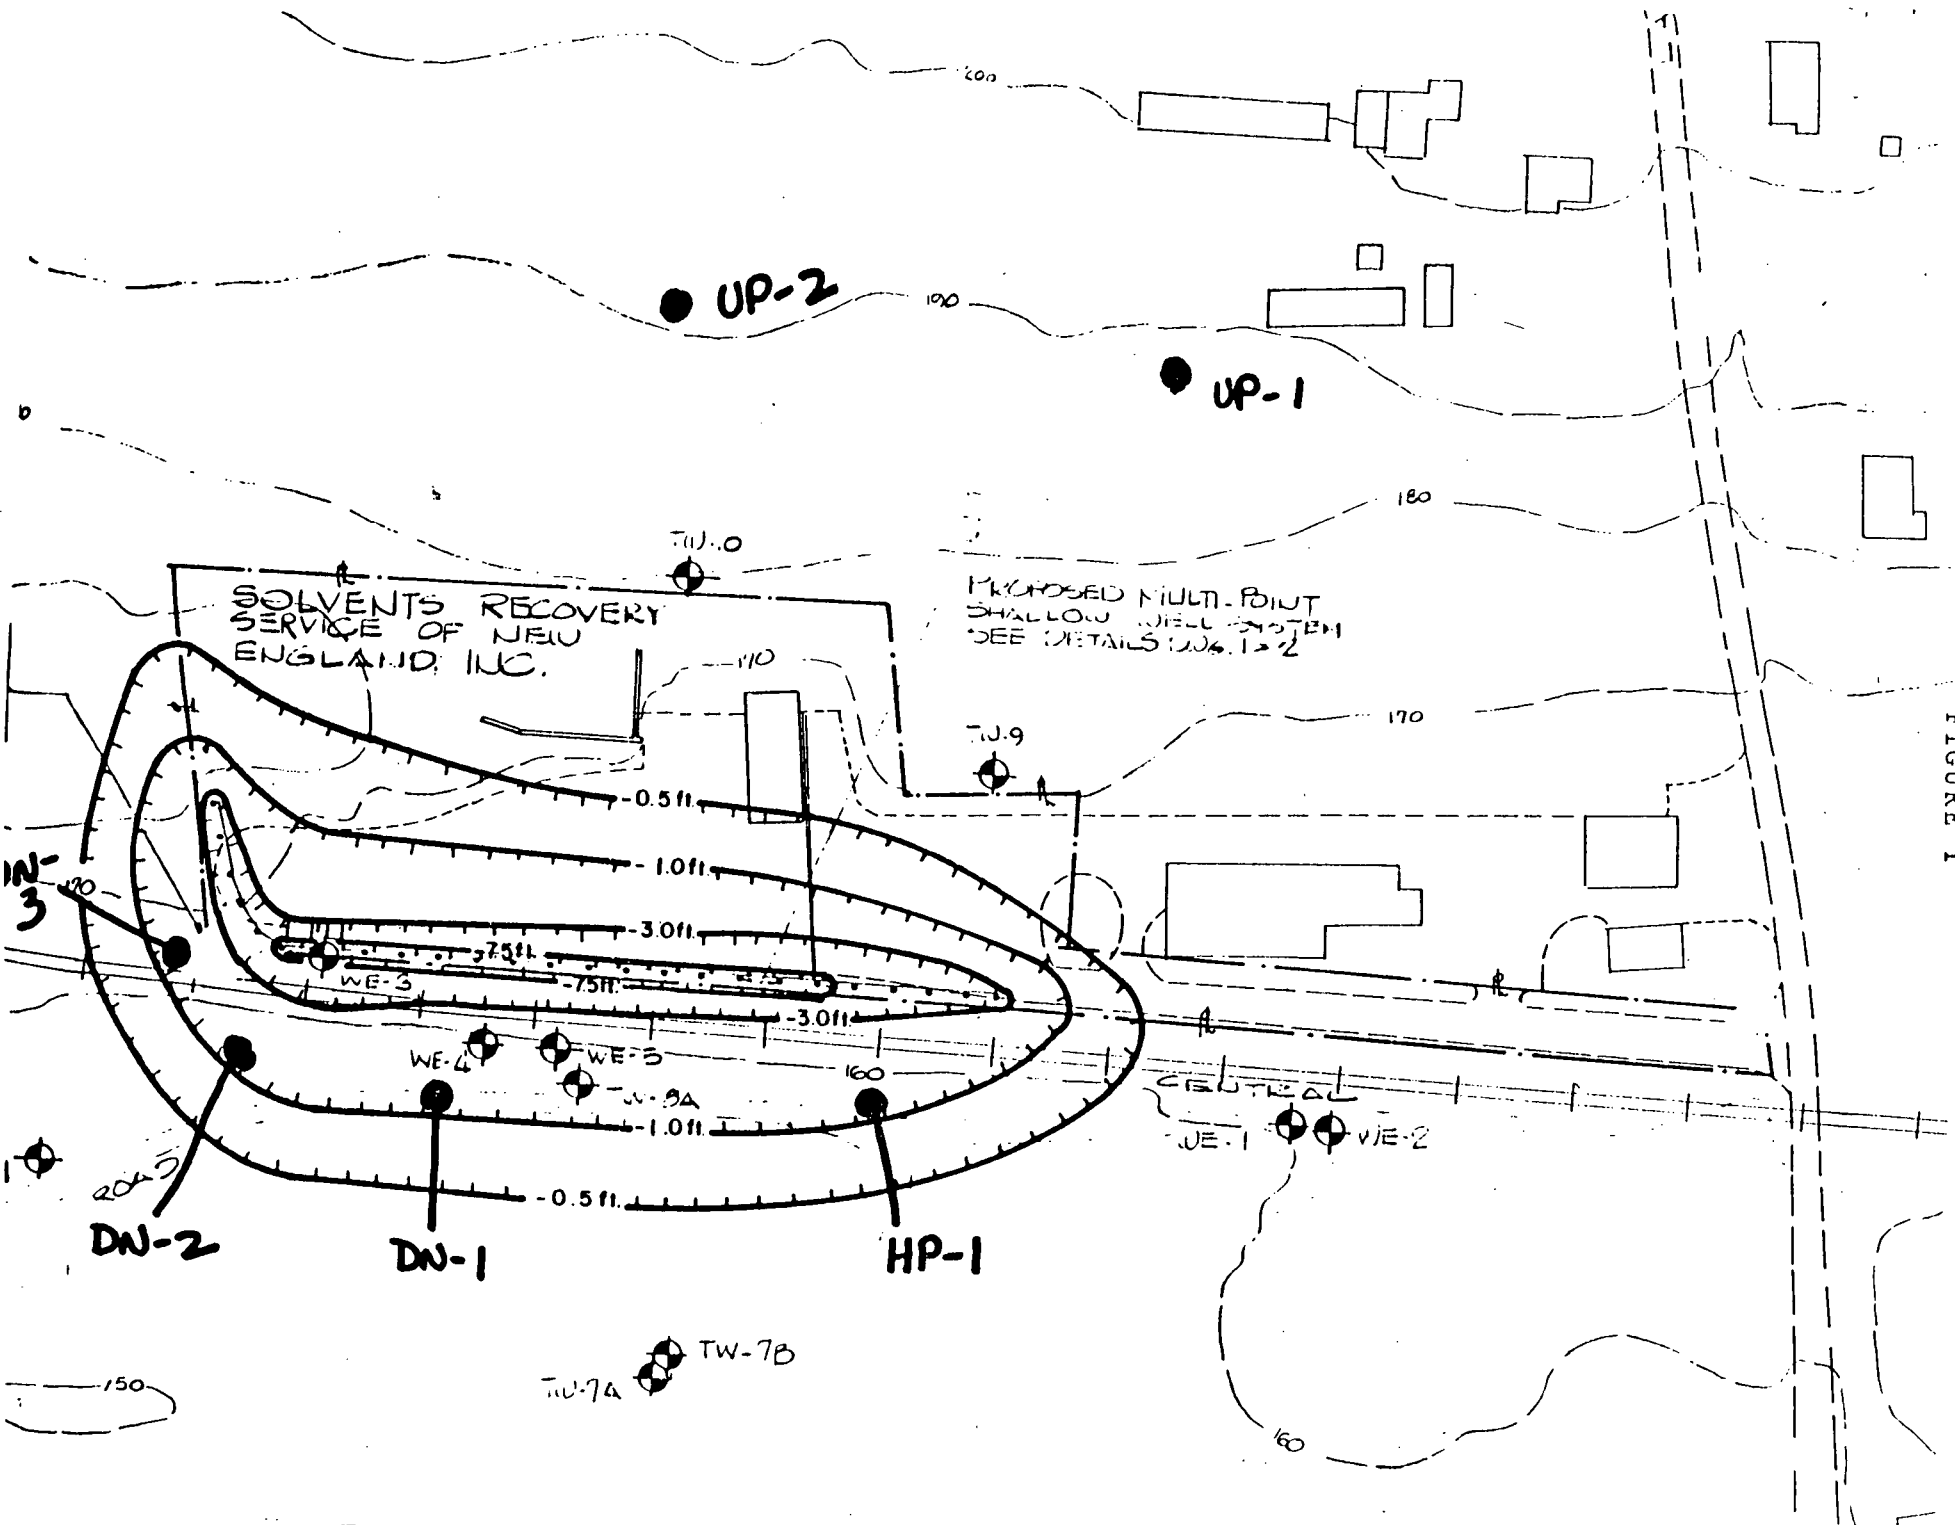 200
UP-2
190
UP-1
180
SOLVENTS RECOVERY
SERVICE OF NEW
ENGLAND, INC.
PROPOSED MULTI-POINT
SHALLOW WELL SYSTEM
SEE DETAILS
170
170
TW-9
FIGURE 1
-0.5 ft.
-1.0 ft.
3
170
-3.0 ft.
-7.5 ft.
WE-3
-7.5 ft.
-3.0 ft.
WE-4
WE-5
160
TW-8A
CENTRAL
WE-1
WE-2
-1.0 ft.
-0.5 ft.
DN-2
DN-1
HP-1
TW-7B
TW-7A
150
160